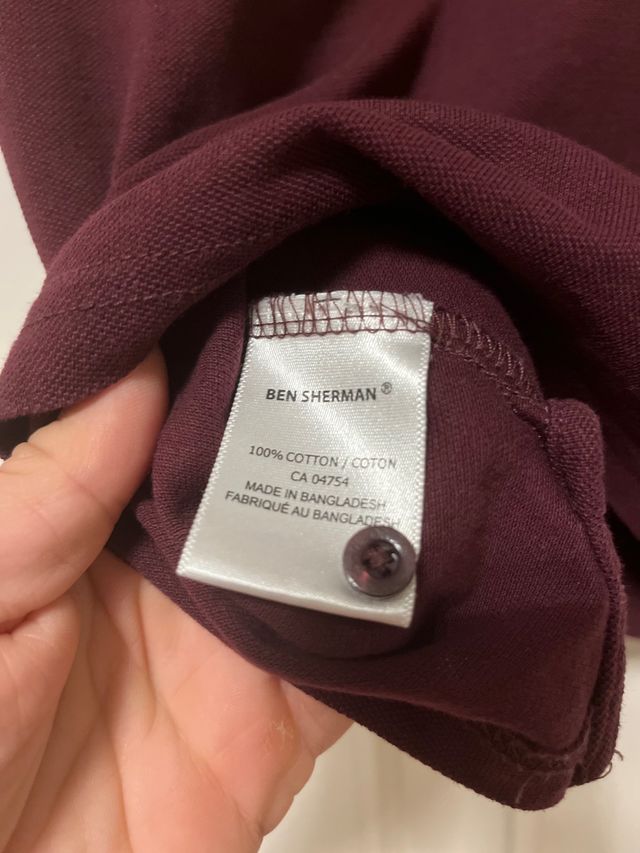 BEN SHERMAN®
100% COTTON / COTON
CA 04754
MADE IN BANGLADESH
FABRIQUÉ AU BANGLADESH